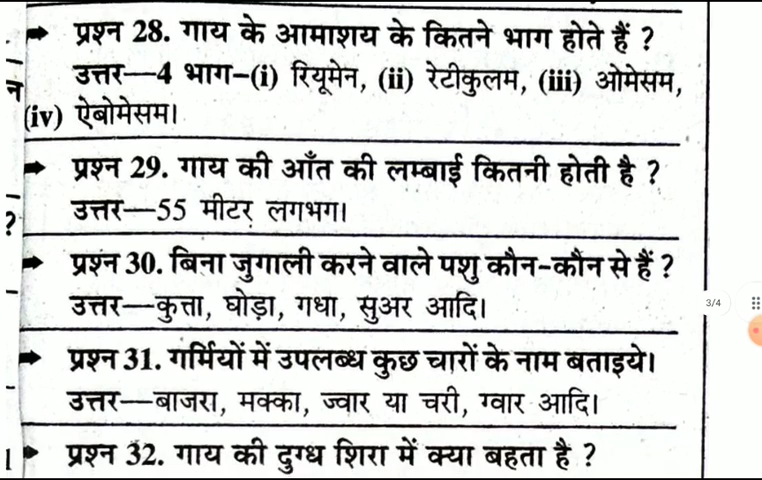 ➡ प्रश्न 28. गाय के आमाशय के कितने भाग होते हैं ?
उत्तर—4 भाग–(i) रियूमेन, (ii) रेटीकुलम, (iii) ओमेसम,
(iv) ऐबोमेसम।
➡ प्रश्न 29. गाय की आँत की लम्बाई कितनी होती है ?
उत्तर—55 मीटर लगभग।
➡ प्रश्न 30. बिना जुगाली करने वाले पशु कौन-कौन से हैं ?
उत्तर—कुत्ता, घोड़ा, गधा, सुअर आदि।
3/4
➡ प्रश्न 31. गर्मियों में उपलब्ध कुछ चारों के नाम बताइये।
उत्तर—बाजरा, मक्का, ज्वार या चरी, ग्वार आदि।
➡ प्रश्न 32. गाय की दुग्ध शिरा में क्या बहता है ?